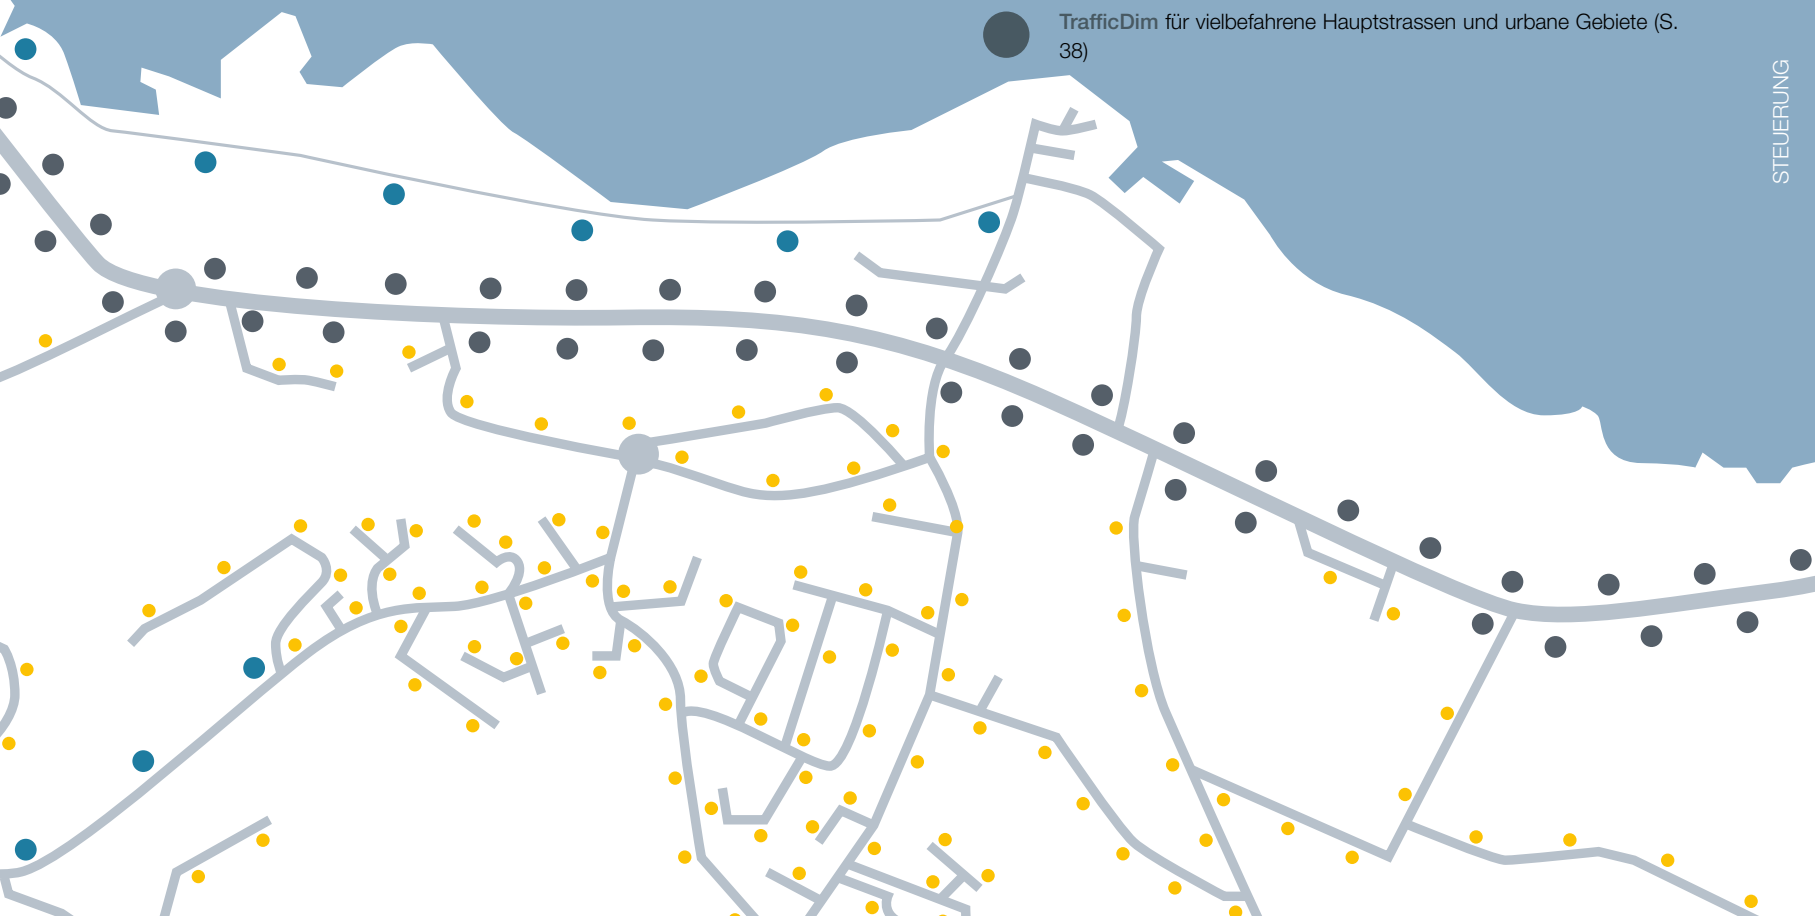 TrafficDim für vielbefahrene Hauptstrassen und urbane Gebiete (S.
38)
STEUERUNG